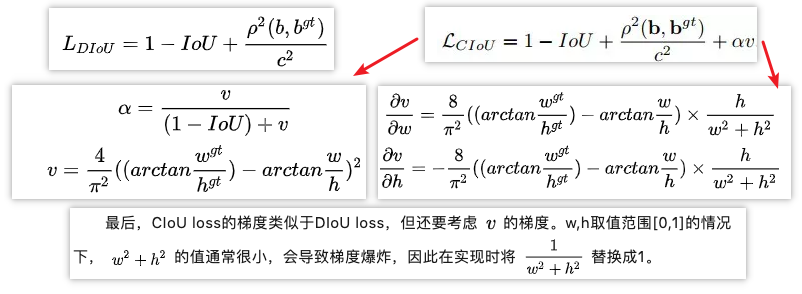 L_{DIoU} = 1 - IoU + \frac{\rho^2(b, b^{gt})}{c^2}
\mathcal{L}_{CIoU} = 1 - IoU + \frac{\rho^2(\mathbf{b}, \mathbf{b}^{gt})}{c^2} + \alpha v
\alpha = \frac{v}{(1 - IoU) + v}
v = \frac{4}{\pi^2}((arctan\frac{w^{gt}}{h^{gt}}) - arctan\frac{w}{h})^2
\frac{\partial v}{\partial w} = \frac{8}{\pi^2}((arctan\frac{w^{gt}}{h^{gt}}) - arctan\frac{w}{h}) \times \frac{h}{w^2 + h^2}
\frac{\partial v}{\partial h} = -\frac{8}{\pi^2}((arctan\frac{w^{gt}}{h^{gt}}) - arctan\frac{w}{h}) \times \frac{h}{w^2 + h^2}
最后，CIoU loss的梯度类似于DIoU loss，但还要考虑 v 的梯度。w,h取值范围[0,1]的情况
下， w^2 + h^2 的值通常很小，会导致梯度爆炸，因此在实现时将 \frac{1}{w^2 + h^2} 替换成1。